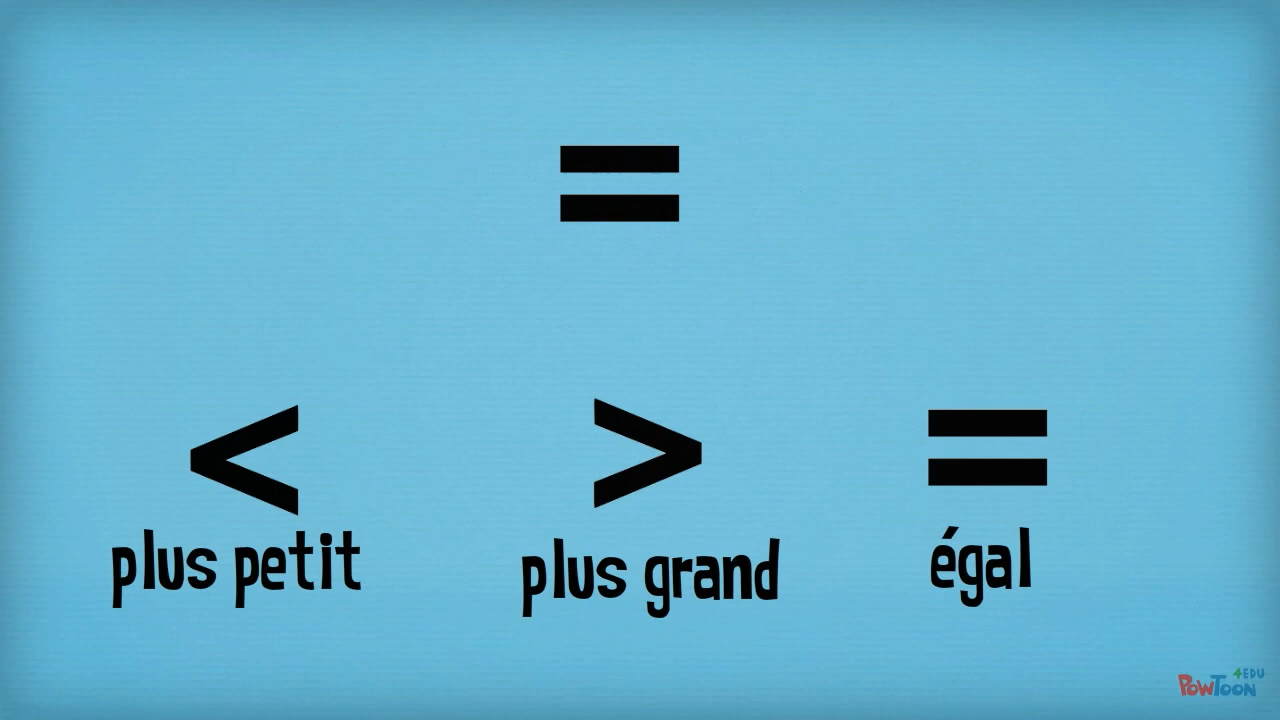 =
< > =
plus petit plus grand égal
4EDU
PowToon